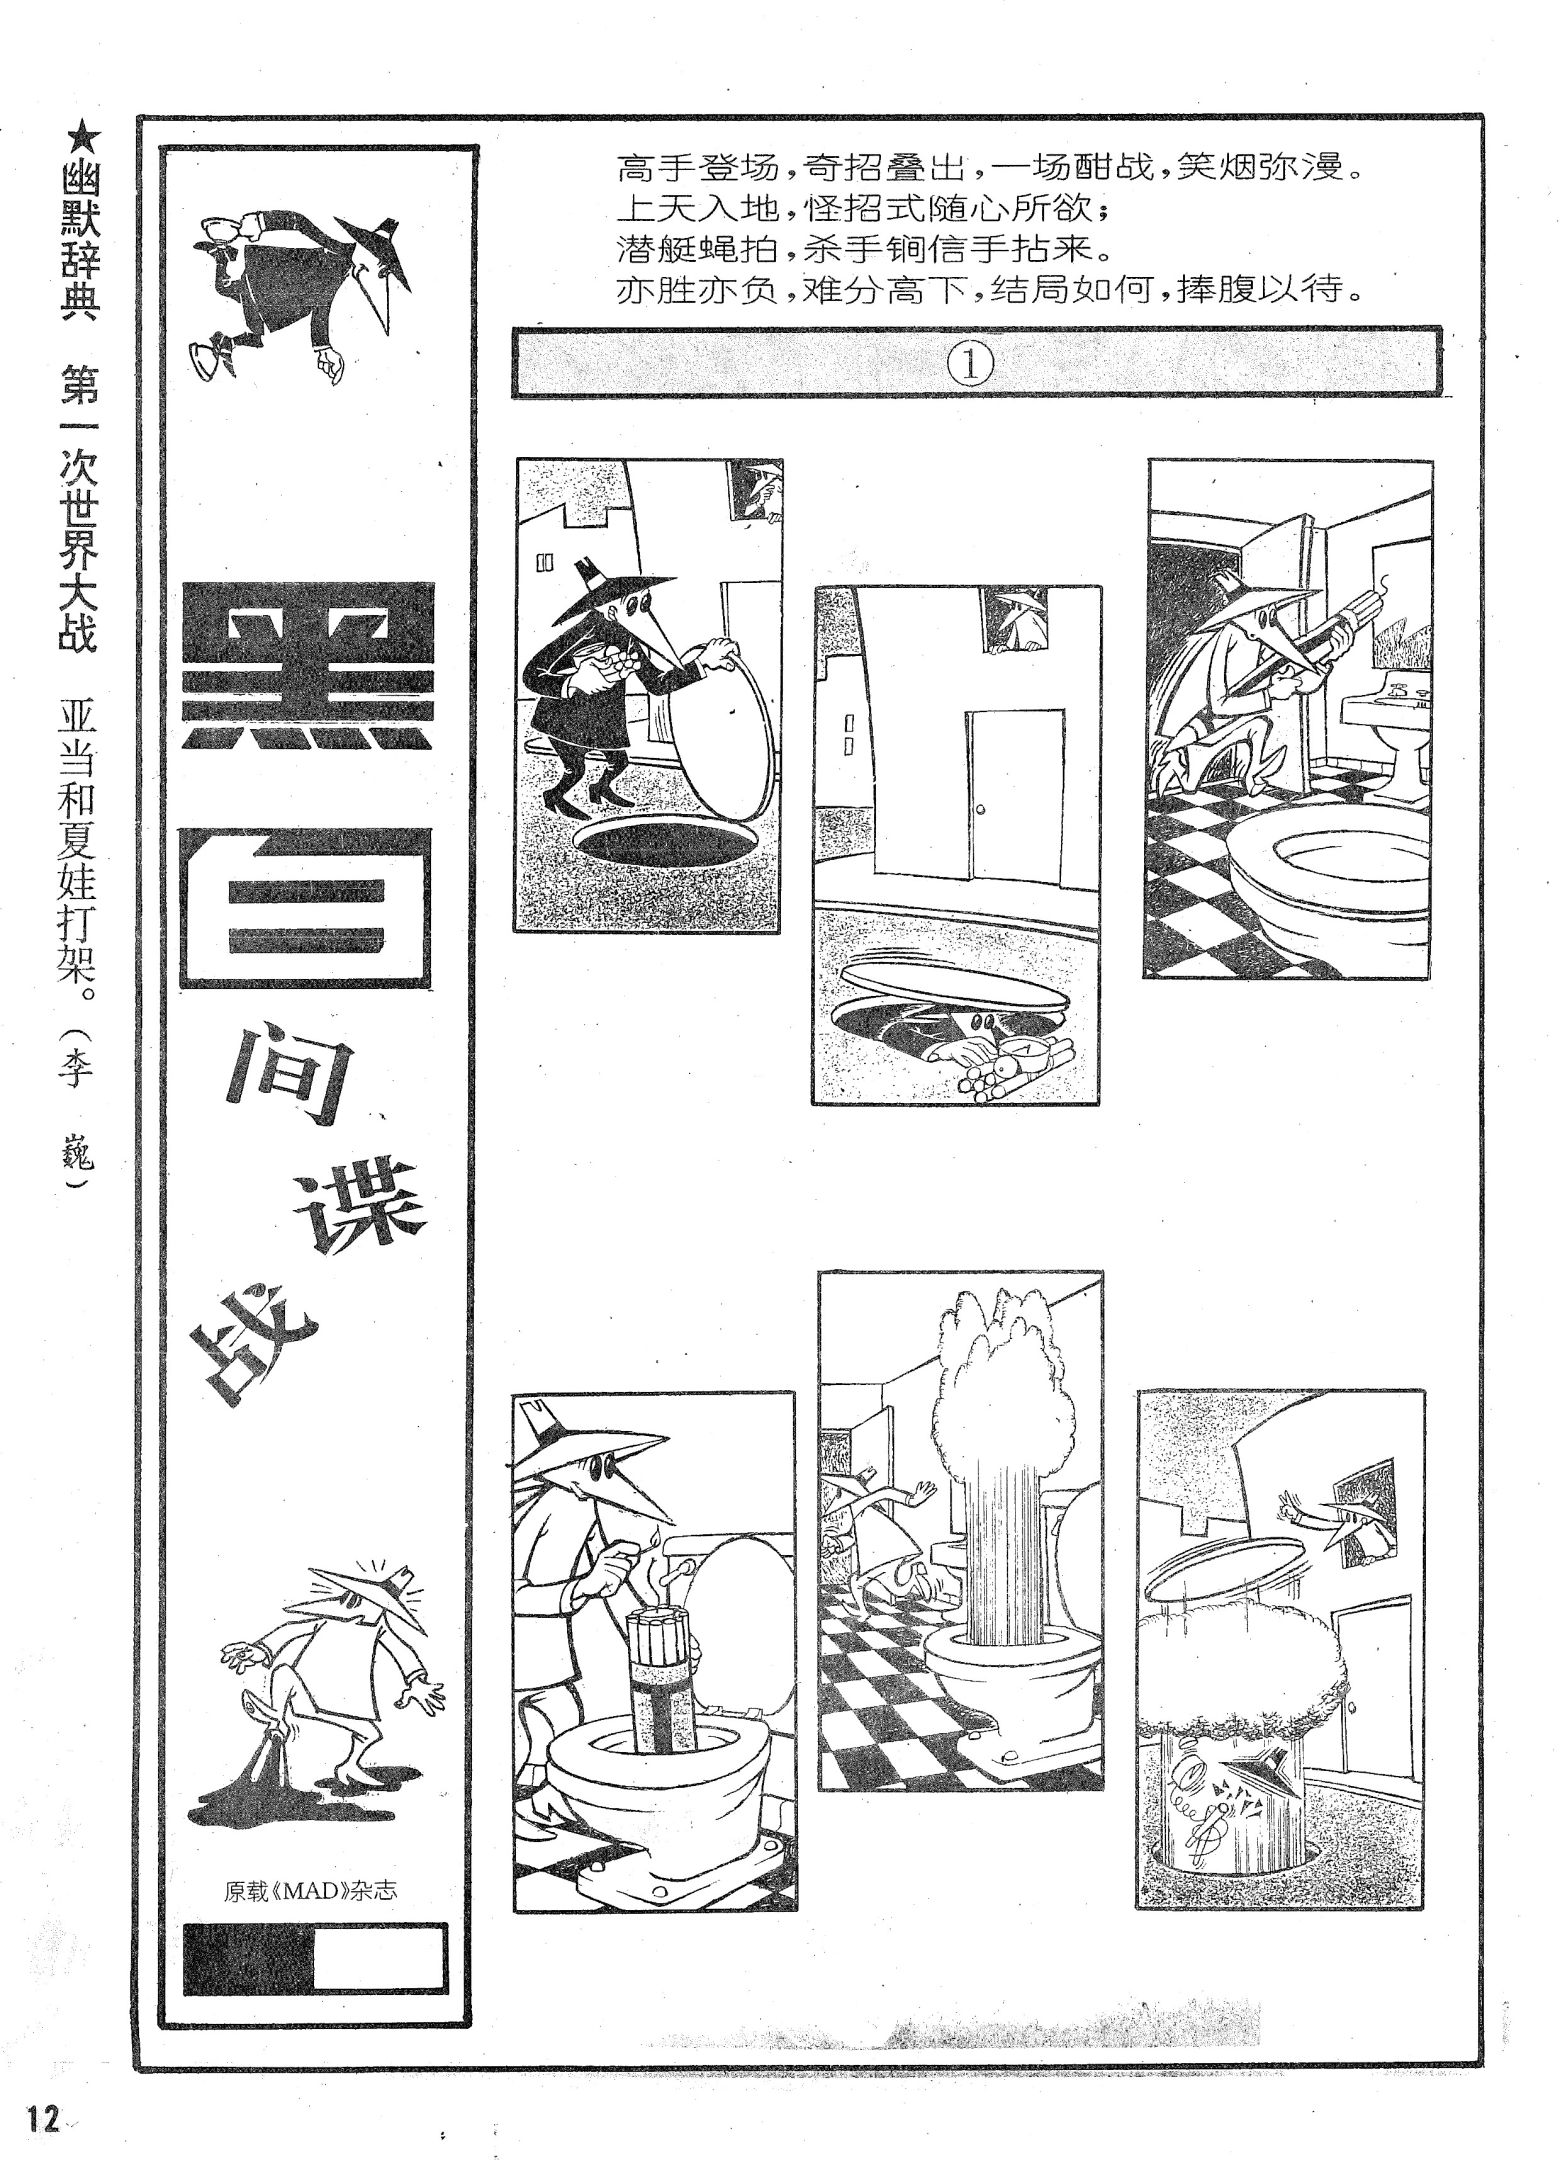 ★幽默辞典 第一次世界大战 亚当和夏娃打架。(李 巍)
高手登场,奇招叠出,一场酣战,笑烟弥漫。
上天入地,怪招式随心所欲;
潜艇蝇拍,杀手锏信手拈来。
亦胜亦负,难分高下,结局如何,捧腹以待。
①
黑
白
间
谍
战
原载《MAD》杂志
12